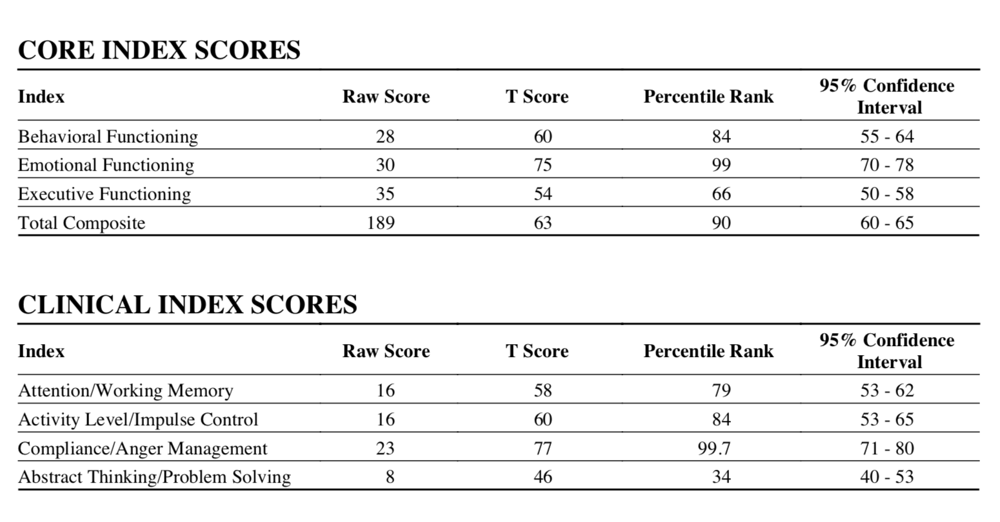 CORE INDEX SCORES
Index Raw Score T Score Percentile Rank 95% Confidence Interval
Behavioral Functioning 28 60 84 55 - 64
Emotional Functioning 30 75 99 70 - 78
Executive Functioning 35 54 66 50 - 58
Total Composite 189 63 90 60 - 65
CLINICAL INDEX SCORES
Index Raw Score T Score Percentile Rank 95% Confidence Interval
Attention/Working Memory 16 58 79 53 - 62
Activity Level/Impulse Control 16 60 84 53 - 65
Compliance/Anger Management 23 77 99.7 71 - 80
Abstract Thinking/Problem Solving 8 46 34 40 - 53